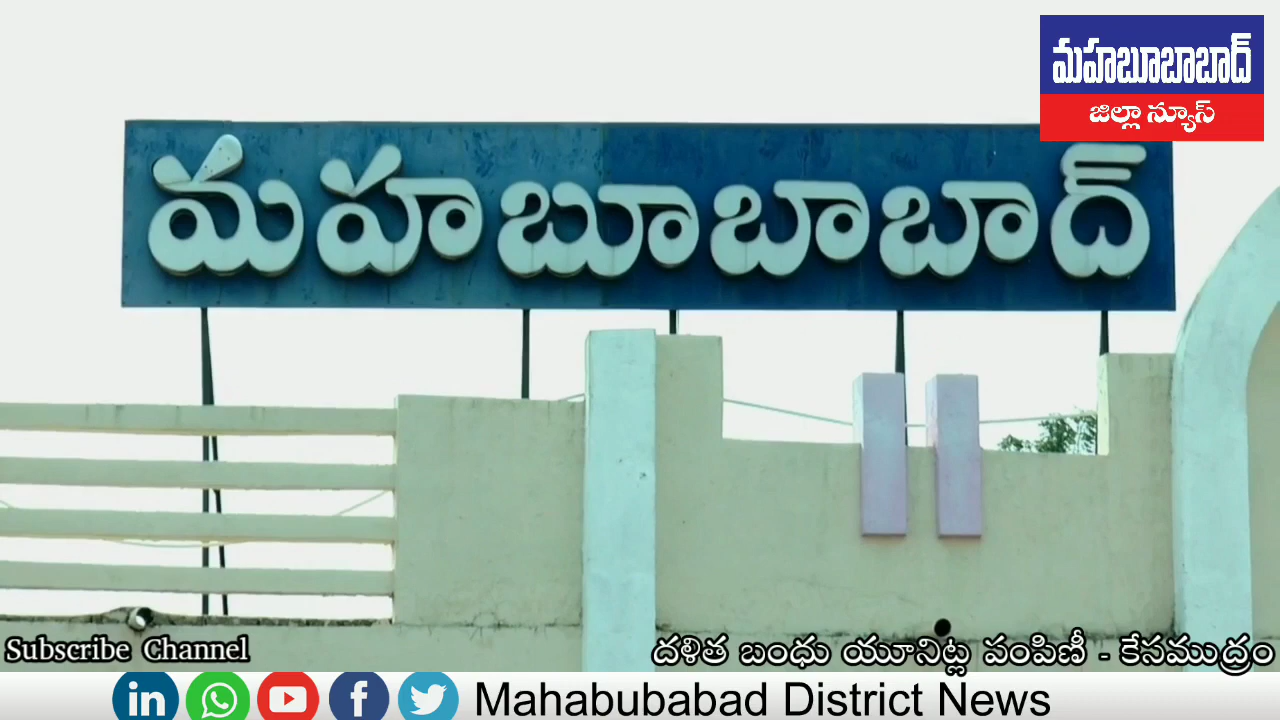 మహబూబాబాద్
జిల్లా న్యూస్
మహబూబాబాద్
Subscribe Channel
దళిత బంధు యూనిట్ల పంపిణీ - కేసముద్రం
Mahabubabad District News